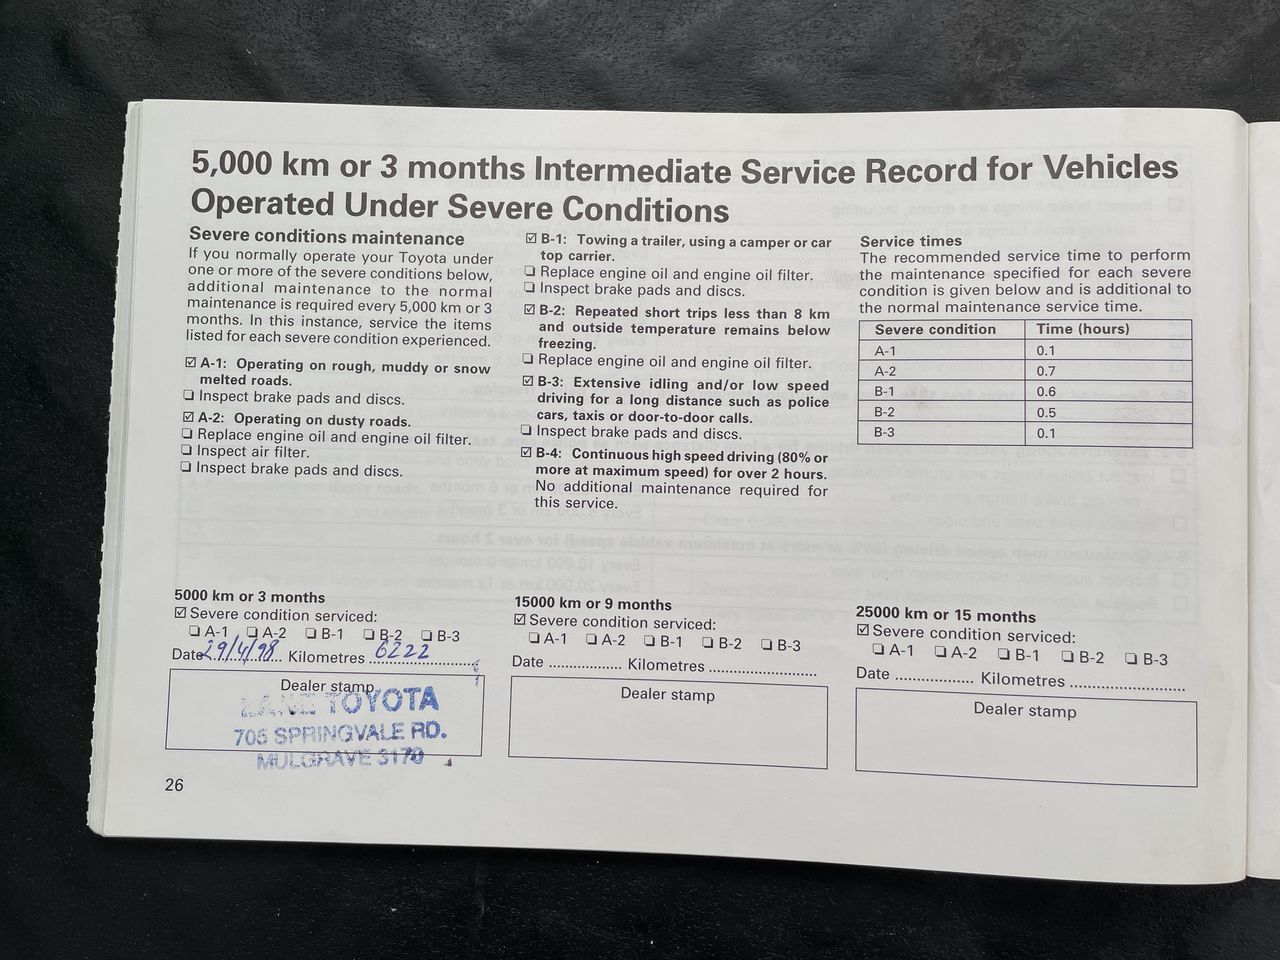 5,000 km or 3 months Intermediate Service Record for Vehicles
Operated Under Severe Conditions
Severe conditions maintenance
If you normally operate your Toyota under
one or more of the severe conditions below,
additional maintenance to the normal
maintenance is required every 5,000 km or 3
months. In this instance, service the items
listed for each severe condition experienced.
☑ A-1: Operating on rough, muddy or snow
melted roads.
❏ Inspect brake pads and discs.
☑ A-2: Operating on dusty roads.
❏ Replace engine oil and engine oil filter.
❏ Inspect air filter.
❏ Inspect brake pads and discs.
☑ B-1: Towing a trailer, using a camper or car
top carrier.
❏ Replace engine oil and engine oil filter.
❏ Inspect brake pads and discs.
☑ B-2: Repeated short trips less than 8 km
and outside temperature remains below
freezing.
❏ Replace engine oil and engine oil filter.
☑ B-3: Extensive idling and/or low speed
driving for a long distance such as police
cars, taxis or door-to-door calls.
❏ Inspect brake pads and discs.
☑ B-4: Continuous high speed driving (80% or
more at maximum speed) for over 2 hours.
No additional maintenance required for
this service.
Service times
The recommended service time to perform
the maintenance specified for each severe
condition is given below and is additional to
the normal maintenance service time.
Severe condition Time (hours)
A-1 0.1
A-2 0.7
B-1 0.6
B-2 0.5
B-3 0.1
5000 km or 3 months
☑ Severe condition serviced:
❏ A-1 ❏ A-2 ❏ B-1 ❏ B-2 ❏ B-3
Date 29/4/98 Kilometres 6222
Dealer stamp
LANE TOYOTA
705 SPRINGVALE RD.
MULGRAVE 3170
15000 km or 9 months
☑ Severe condition serviced:
❏ A-1 ❏ A-2 ❏ B-1 ❏ B-2 ❏ B-3
Date .................. Kilometres ...........................
Dealer stamp
25000 km or 15 months
☑ Severe condition serviced:
❏ A-1 ❏ A-2 ❏ B-1 ❏ B-2 ❏ B-3
Date .................. Kilometres ...........................
Dealer stamp
26